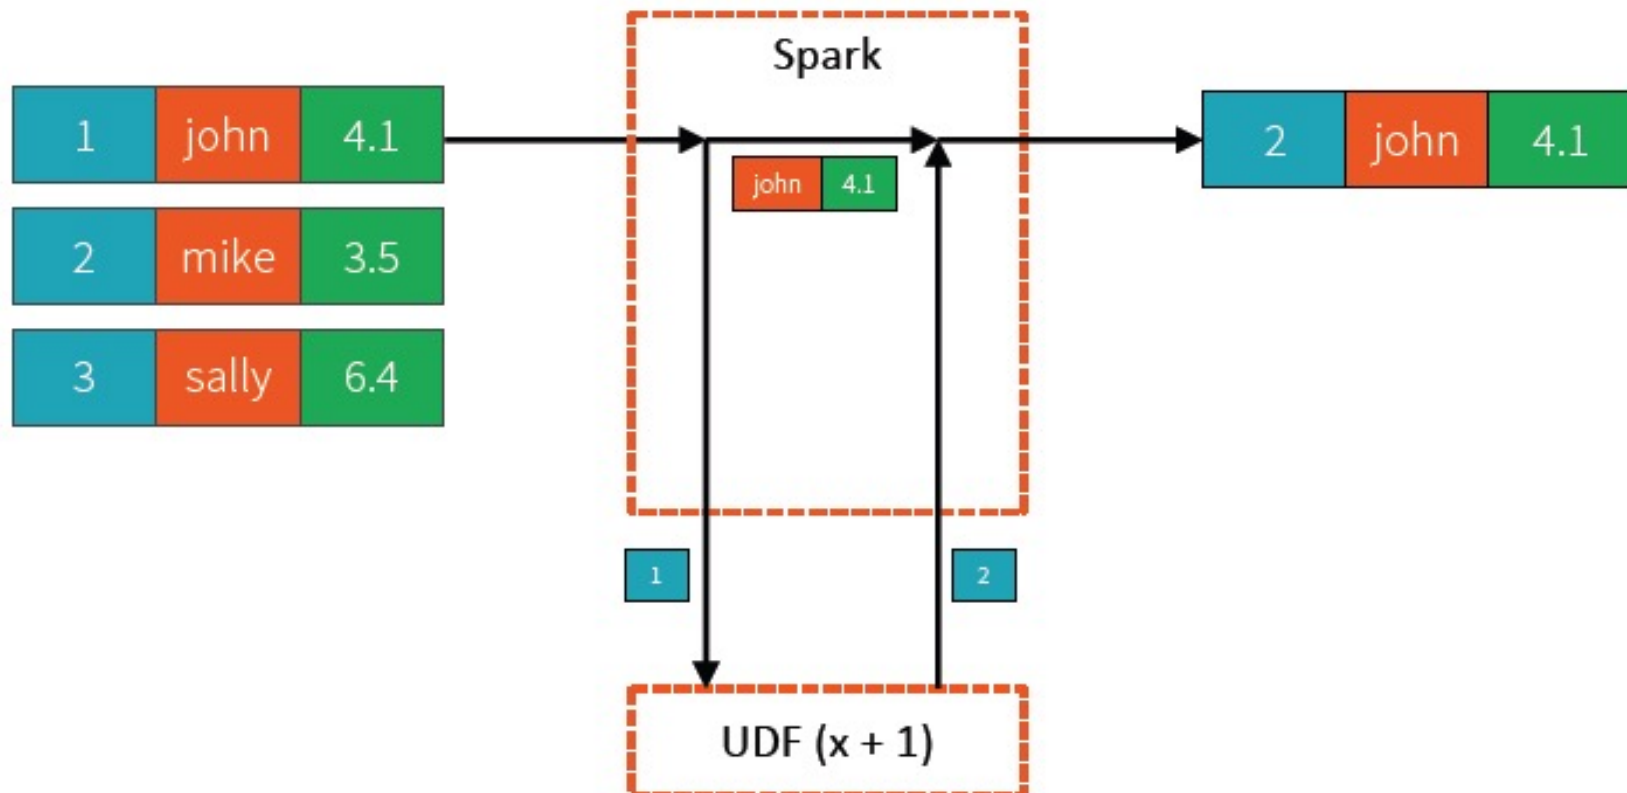 Spark
1 john 4.1
john 4.1
2 john 4.1
2 mike 3.5
3 sally 6.4
1
2
UDF (x + 1)